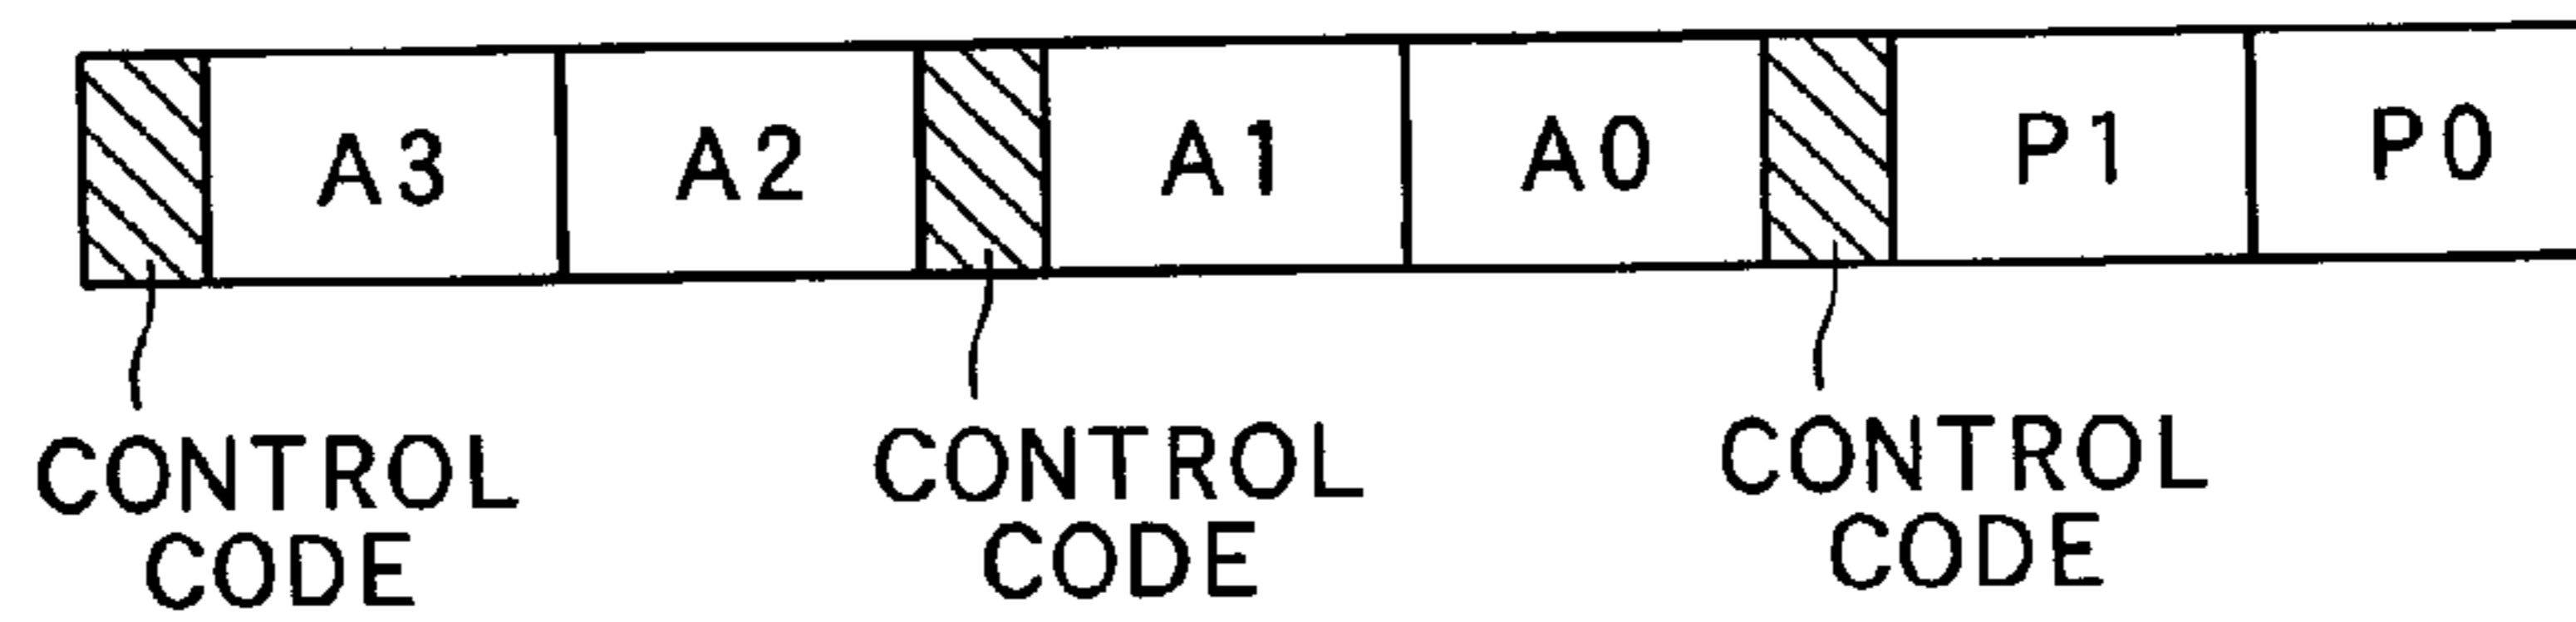 A3 A2 A1 A0 P1 P0
CONTROL CODE CONTROL CODE CONTROL CODE